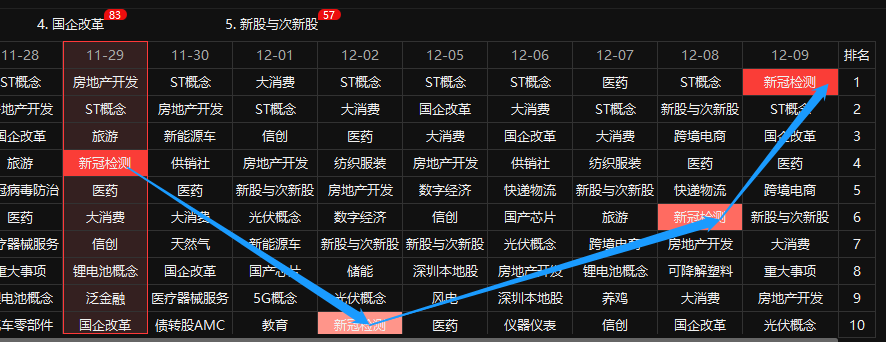 4. 国企改革 83 5. 新股与次新股 57
11-28 11-29 11-30 12-01 12-02 12-05 12-06 12-07 12-08 12-09 排名
ST概念 房地产开发 ST概念 大消费 ST概念 ST概念 ST概念 医药 ST概念 新冠检测 1
地产开发 ST概念 房地产开发 ST概念 大消费 国企改革 大消费 ST概念 新股与次新股 ST概念 2
国企改革 旅游 新能源车 信创 医药 大消费 国企改革 大消费 跨境电商 国企改革 3
旅游 新冠检测 供销社 房地产开发 纺织服装 房地产开发 供销社 纺织服装 医药 医药 4
冠病毒防治 医药 医药 新股与次新股 房地产开发 数字经济 快递物流 新股与次新股 快递物流 跨境电商 5
医药 大消费 大消费 光伏概念 数字经济 信创 国产芯片 旅游 新冠检测 新股与次新股 6
疗器械服务 信创 天然气 新能源车 新股与次新股 新股与次新股 光伏概念 跨境电商 房地产开发 大消费 7
重大事项 锂电池概念 国企改革 国产芯片 储能 深圳本地股 房地产开发 锂电池概念 可降解塑料 重大事项 8
电池概念 泛金融 医疗器械服务 5G概念 光伏概念 风电 深圳本地股 养鸡 大消费 房地产开发 9
车零部件 国企改革 债转股AMC 教育 新冠检测 医药 仪器仪表 信创 国企改革 光伏概念 10